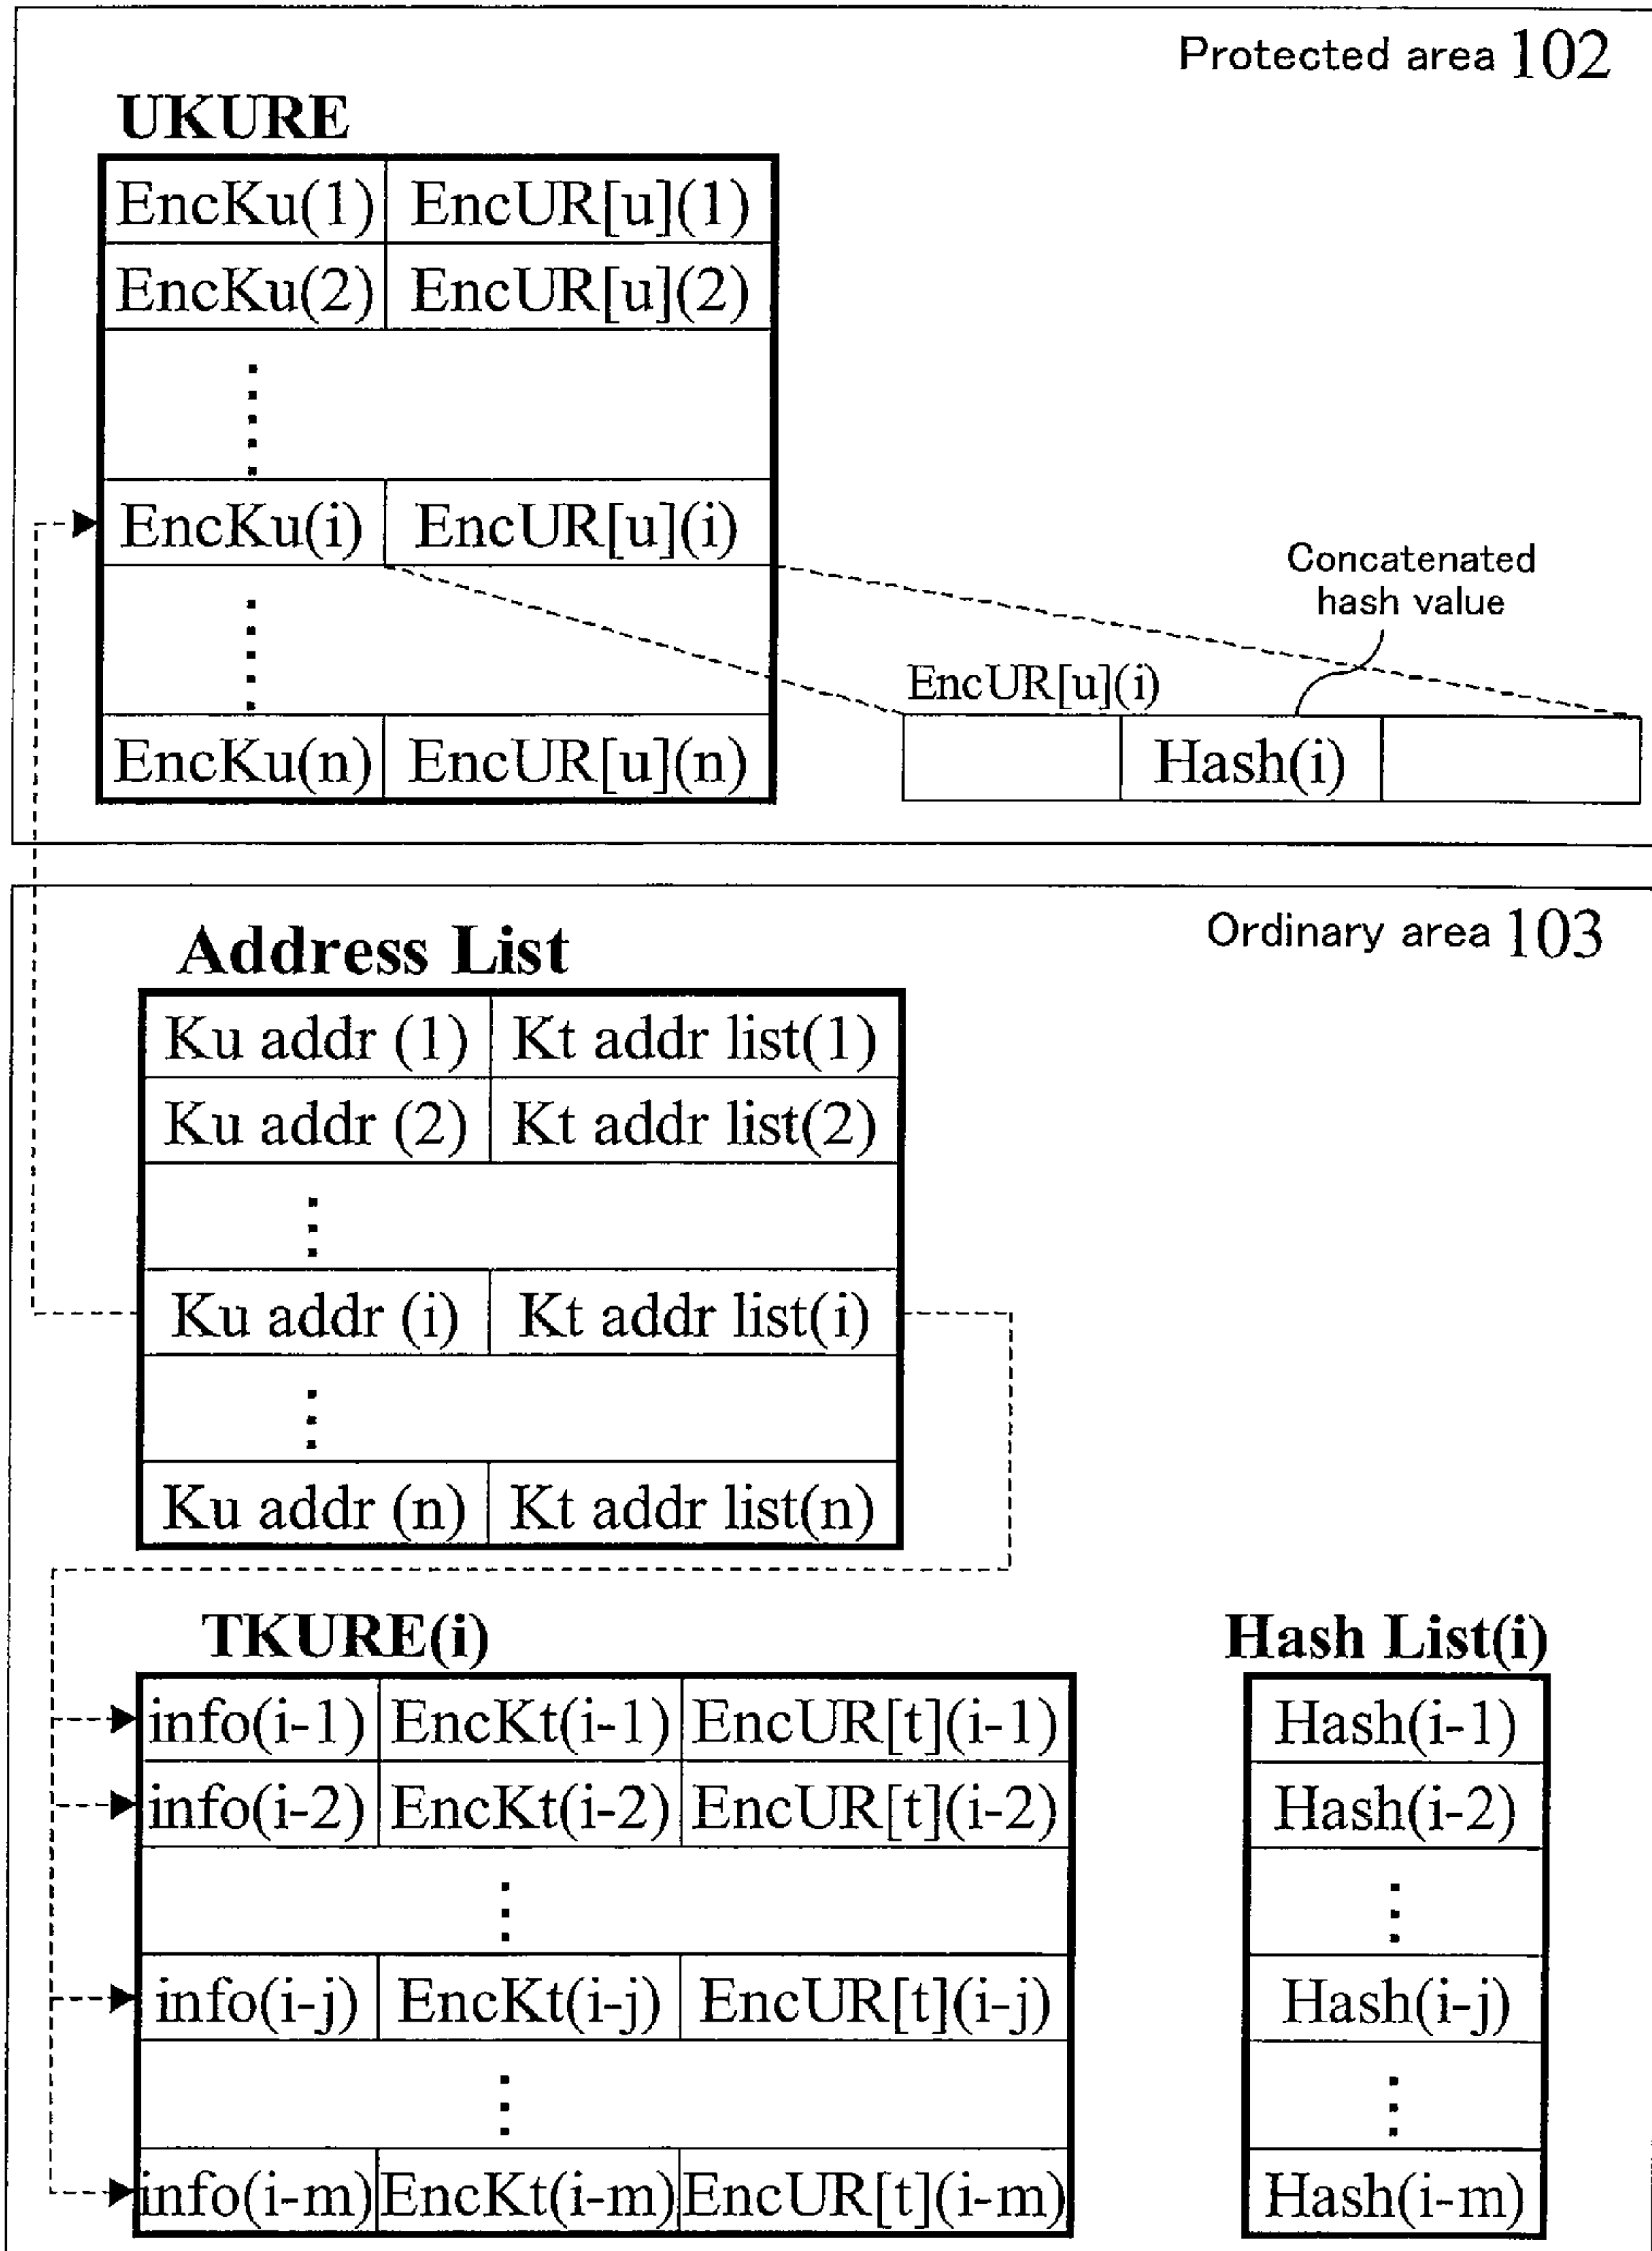 Protected area 102
UKURE
EncKu(1) EncUR[u](1)
EncKu(2) EncUR[u](2)
EncKu(i) EncUR[u](i)
Concatenated
hash value
EncUR[u](i)
EncKu(n) EncUR[u](n)
Hash(i)
Ordinary area 103
Address List
Ku addr (1) Kt addr list(1)
Ku addr (2) Kt addr list(2)
Ku addr (i) Kt addr list(i)
Ku addr (n) Kt addr list(n)
TKURE(i)
info(i-1) EncKt(i-1) EncUR[t](i-1)
info(i-2) EncKt(i-2) EncUR[t](i-2)
info(i-j) EncKt(i-j) EncUR[t](i-j)
info(i-m) EncKt(i-m) EncUR[t](i-m)
Hash List(i)
Hash(i-1)
Hash(i-2)
Hash(i-j)
Hash(i-m)